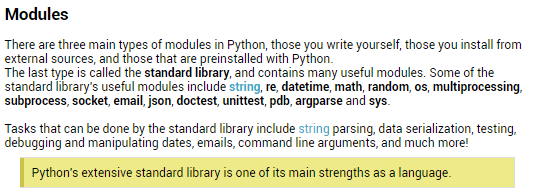 Modules
There are three main types of modules in Python, those you write yourself, those you install from
external sources, and those that are preinstalled with Python.
The last type is called the standard library, and contains many useful modules. Some of the
standard library's useful modules include string, re, datetime, math, random, os, multiprocessing,
subprocess, socket, email, json, doctest, unittest, pdb, argparse and sys.
Tasks that can be done by the standard library include string parsing, data serialization, testing,
debugging and manipulating dates, emails, command line arguments, and much more!
Python's extensive standard library is one of its main strengths as a language.